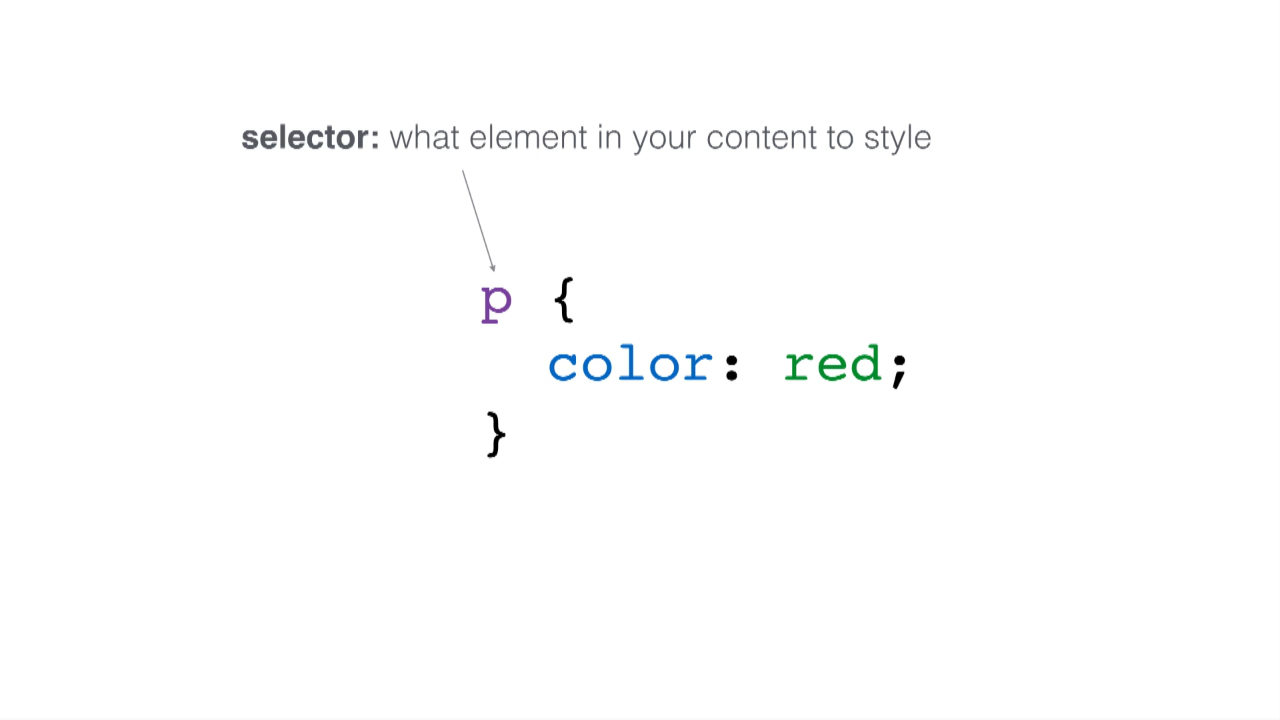 selector: what element in your content to style
p {
color: red;
}